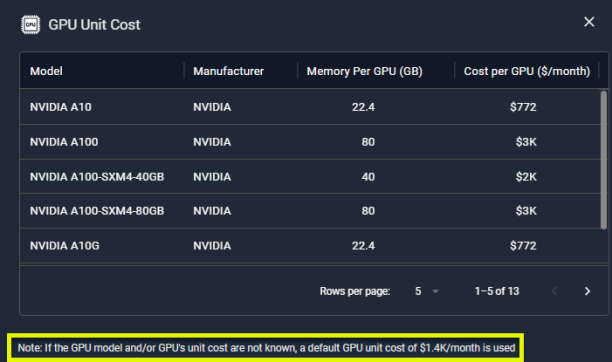 GPU
GPU Unit Cost
Model Manufacturer Memory Per GPU (GB) Cost per GPU ($/month)
NVIDIA A10 NVIDIA 22.4 $772
NVIDIA A100 NVIDIA 80 $3K
NVIDIA A100-SXM4-40GB NVIDIA 40 $2K
NVIDIA A100-SXM4-80GB NVIDIA 80 $3K
NVIDIA A10G NVIDIA 22.4 $772
Rows per page: 5 1–5 of 13
Note: If the GPU model and/or GPU's unit cost are not known, a default GPU unit cost of $1.4K/month is used